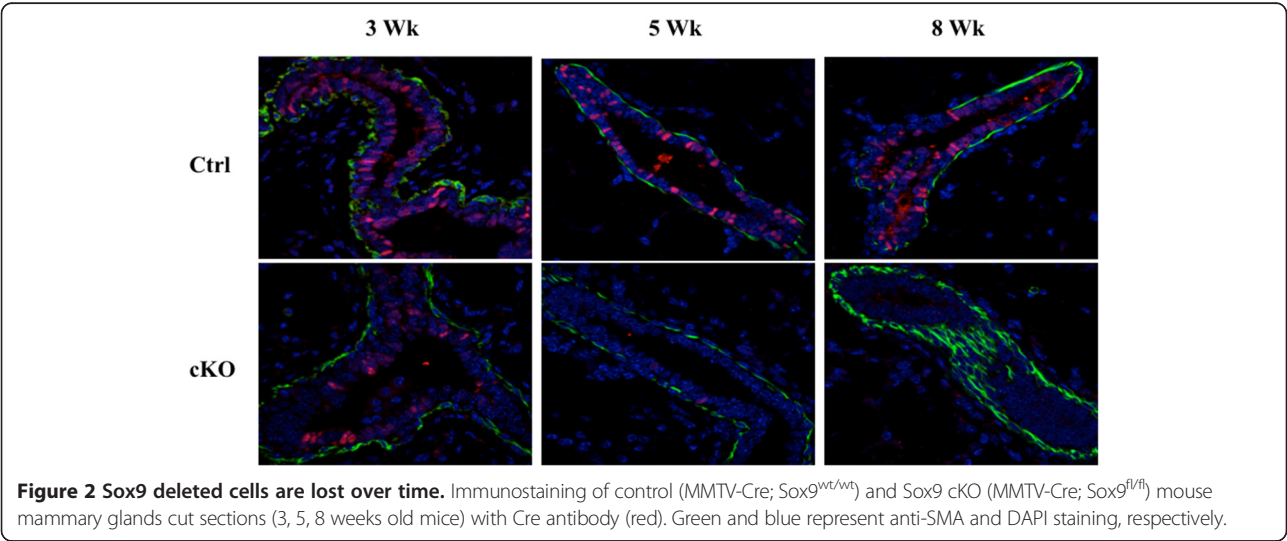 3 Wk 5 Wk 8 Wk
Ctrl
cKO
Figure 2 Sox9 deleted cells are lost over time. Immunostaining of control (MMTV-Cre; Sox9wt/wt) and Sox9 cKO (MMTV-Cre; Sox9fl/fl) mouse
mammary glands cut sections (3, 5, 8 weeks old mice) with Cre antibody (red). Green and blue represent anti-SMA and DAPI staining, respectively.